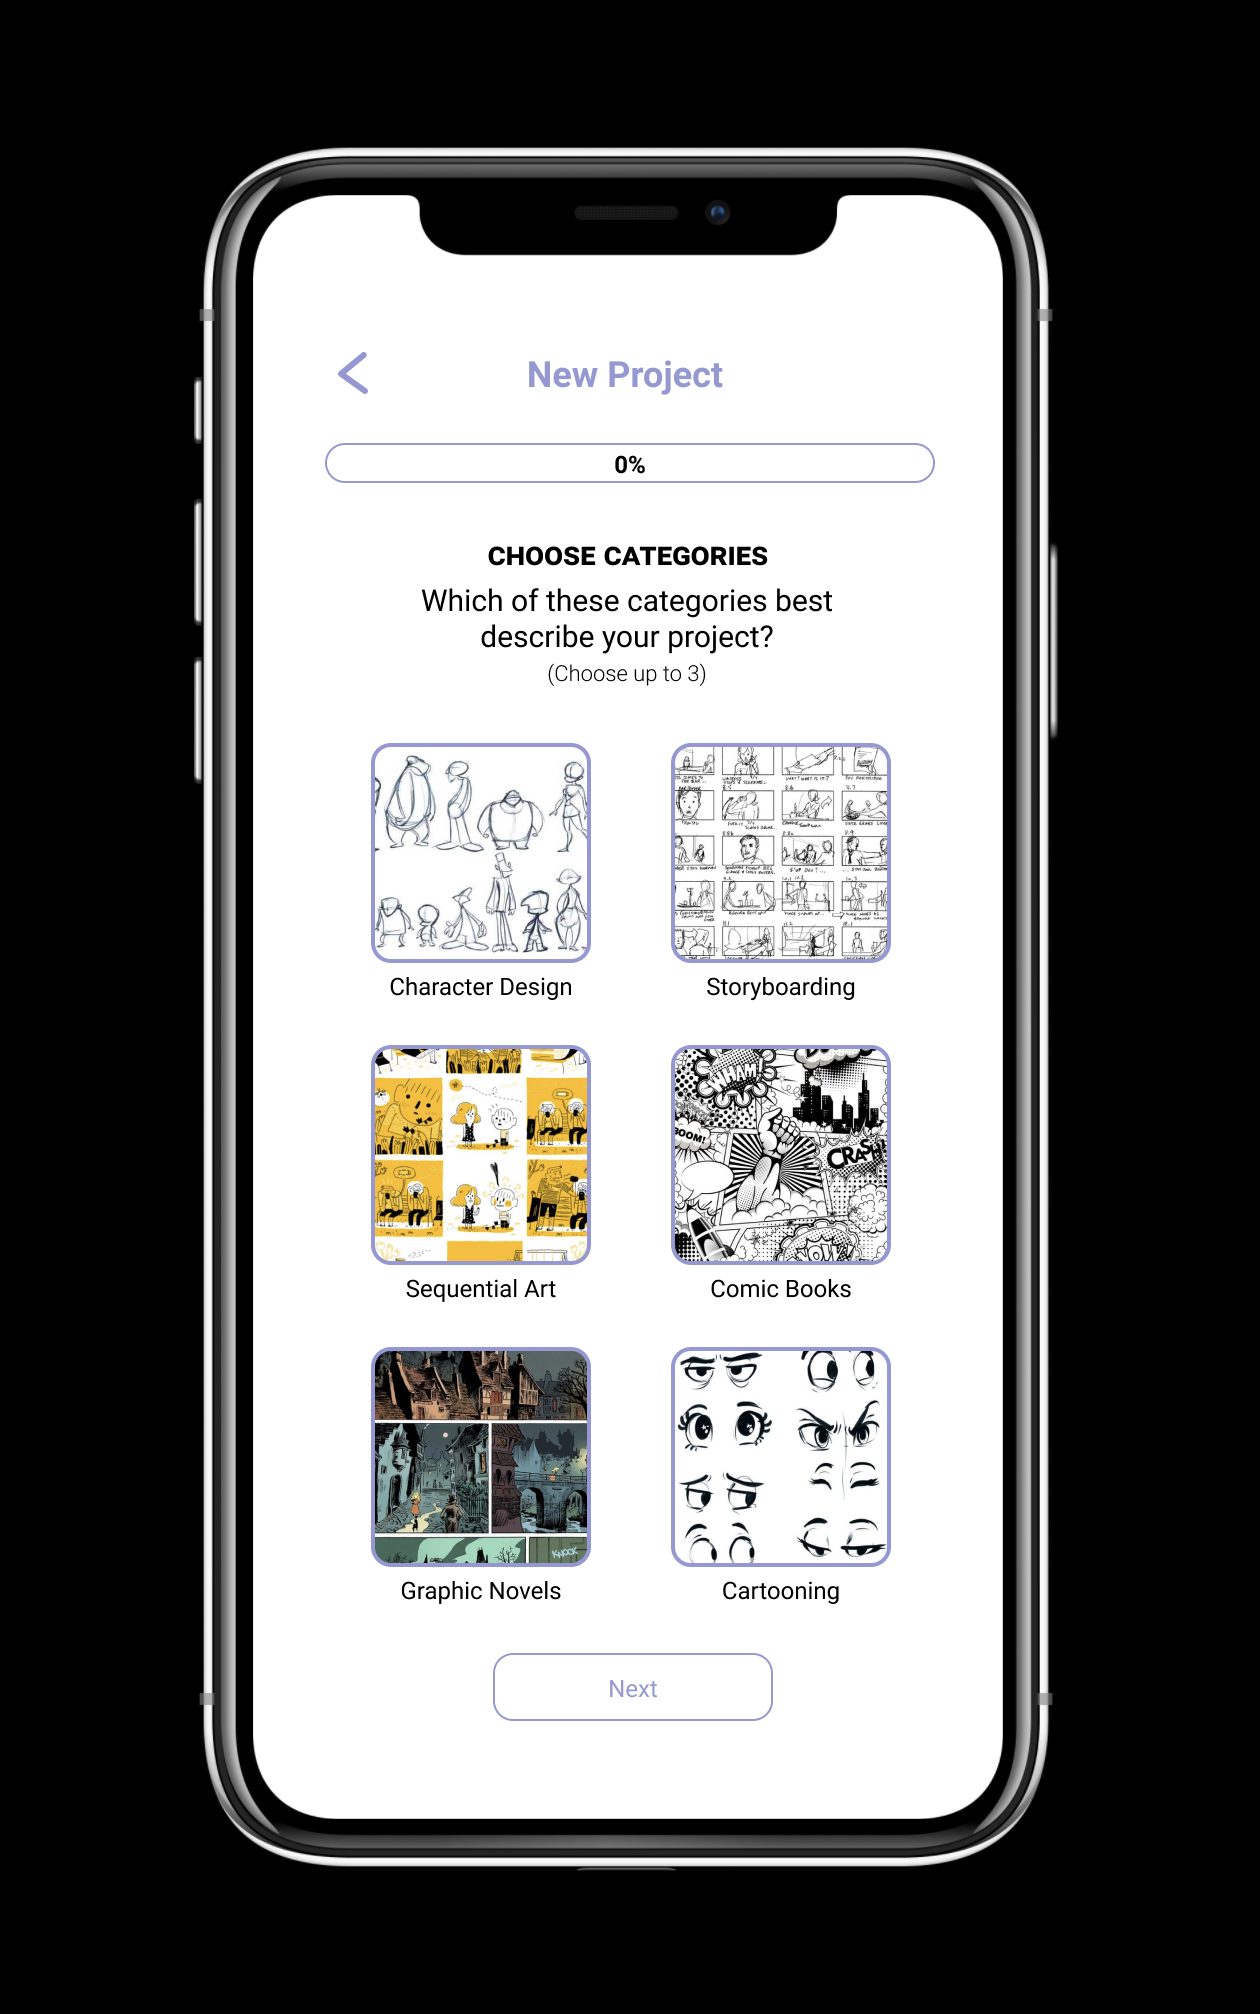 New Project
0%
CHOOSE CATEGORIES
Which of these categories best
describe your project?
(Choose up to 3)
Character Design
Storyboarding
BOOM!
CRASH!
Sequential Art
Comic Books
KNOCK
Graphic Novels
Cartooning
Next